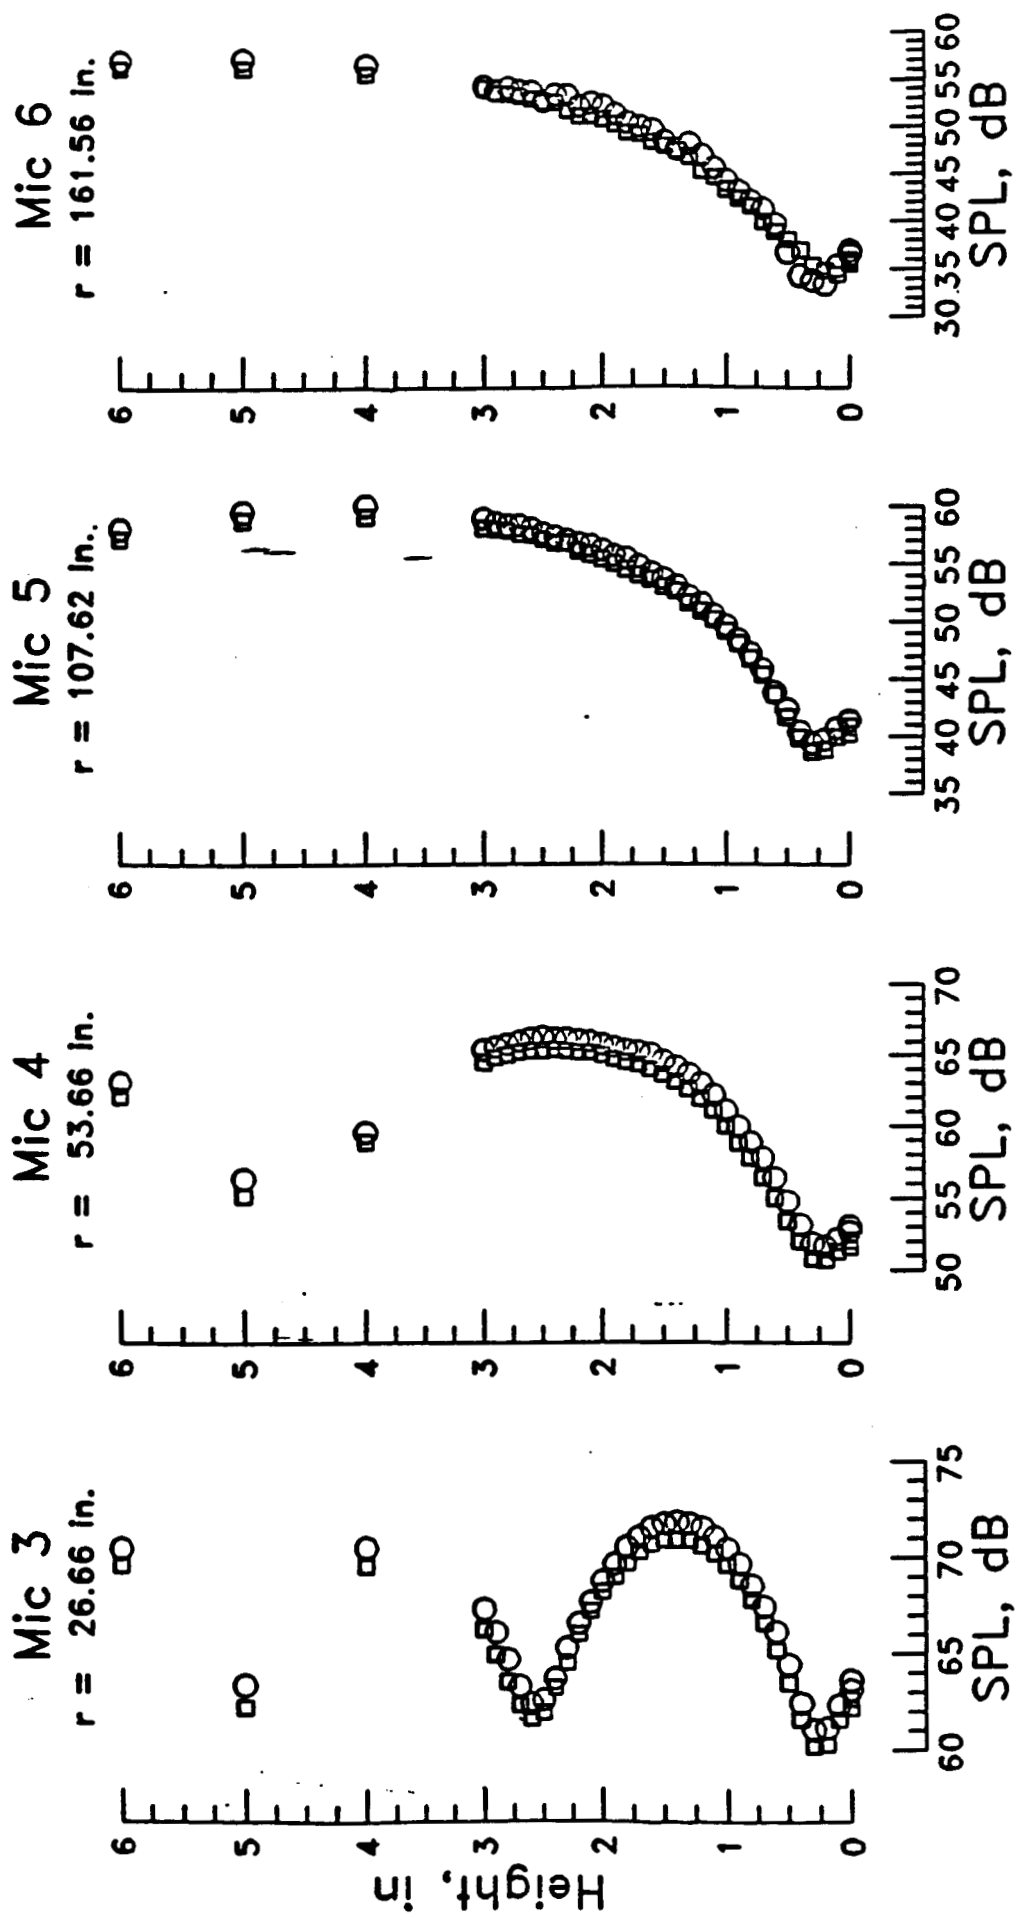 Mic 3
r = 26.66 in.
Height, in
6
5
4
3
2
1
0
60 65 70 75
SPL, dB
Mic 4
r = 53.66 in.
6
5
4
3
2
1
0
50 55 60 65 70
SPL, dB
Mic 5
r = 107.62 in.
6
5
4
3
2
1
0
35 40 45 50 55 60
SPL, dB
Mic 6
r = 161.56 in.
6
5
4
3
2
1
0
30 35 40 45 50 55 60
SPL, dB